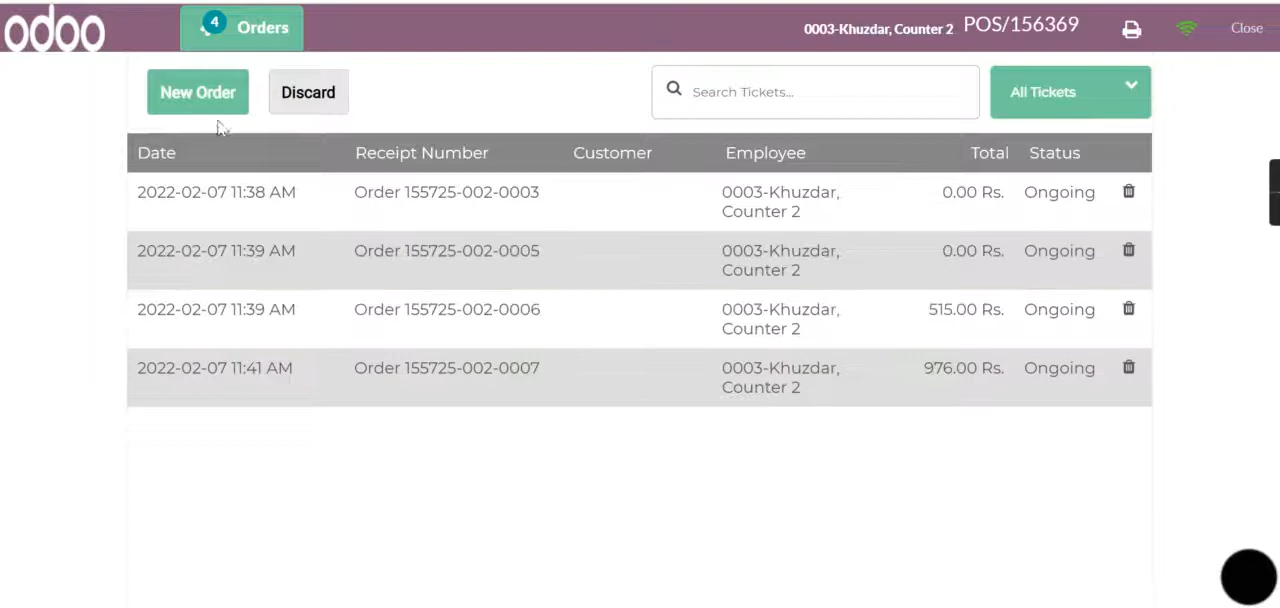 odoo
4 Orders
0003-Khuzdar, Counter 2 POS/156369
Close
New Order
Discard
Search Tickets...
All Tickets
Date Receipt Number Customer Employee Total Status
2022-02-07 11:38 AM Order 155725-002-0003 0003-Khuzdar, 0.00 Rs. Ongoing
Counter 2
2022-02-07 11:39 AM Order 155725-002-0005 0003-Khuzdar, 0.00 Rs. Ongoing
Counter 2
2022-02-07 11:39 AM Order 155725-002-0006 0003-Khuzdar, 515.00 Rs. Ongoing
Counter 2
2022-02-07 11:41 AM Order 155725-002-0007 0003-Khuzdar, 976.00 Rs. Ongoing
Counter 2